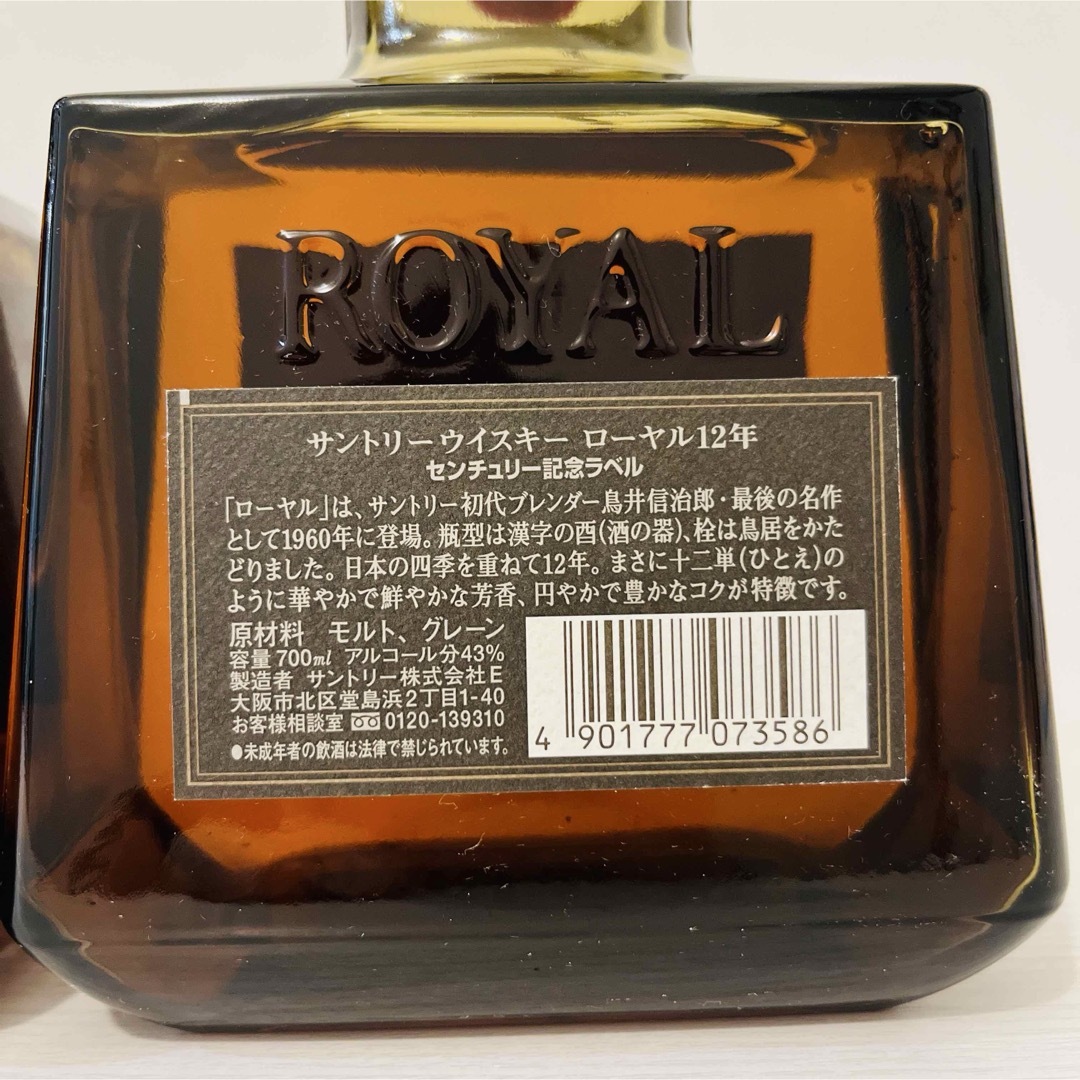 ROYAL
サントリーウイスキー ローヤル12年
センチュリー記念ラベル
「ローヤル」は、サントリー初代ブレンダー鳥井信治郎・最後の名作
として1960年に登場。瓶型は漢字の酉(酒の器)、栓は鳥居をかた
どりました。日本の四季を重ねて12年。まさに十二単(ひとえ)の
ように華やかで鮮やかな芳香、円やかで豊かなコクが特徴です。
原材料 モルト、グレーン
容量 700ml アルコール分43%
製造者 サントリー株式会社E
大阪市北区堂島浜2丁目1-40
お客様相談室 0120-139310
●未成年者の飲酒は法律で禁じられています。
4 901777 073586